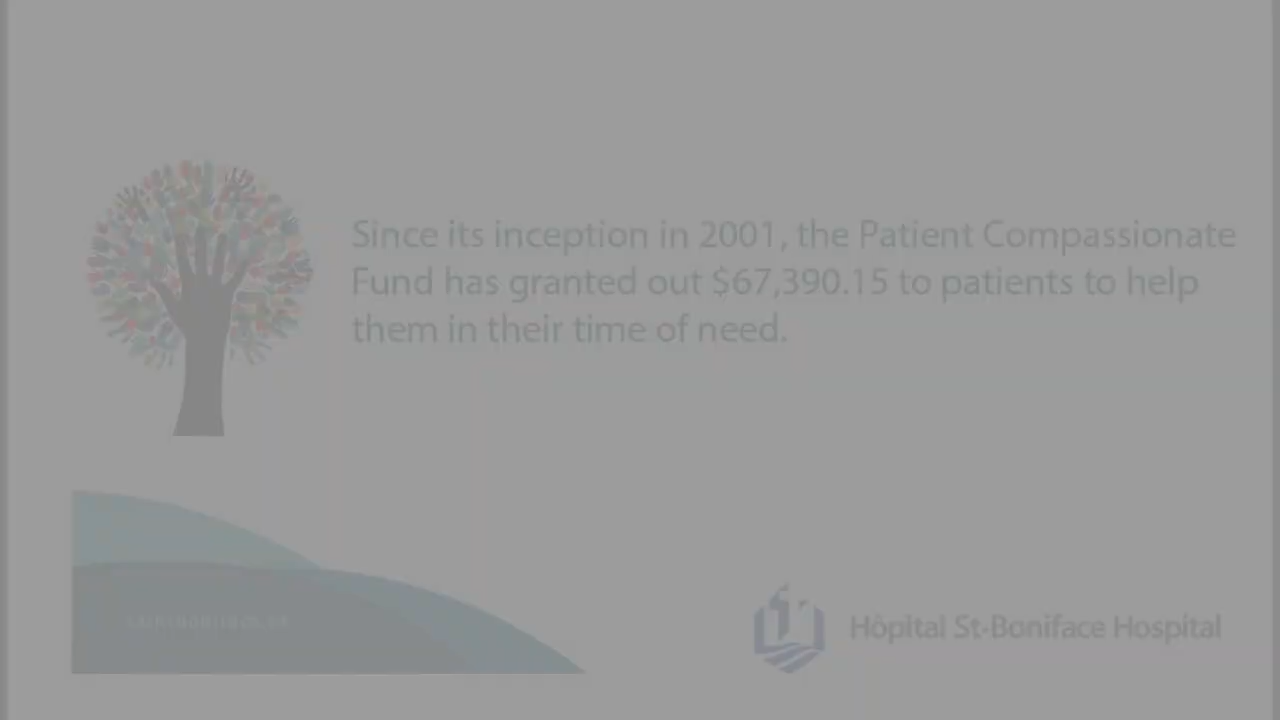 Since its inception in 2001, the Patient Compassionate
Fund has granted out $67,390.15 to patients to help
them in their time of need.
Hôpital St-Boniface Hospital